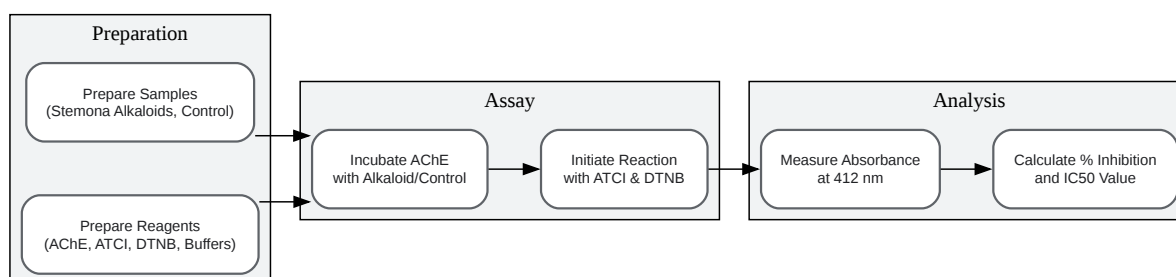 Preparation
Prepare Samples
(Stemona Alkaloids, Control)
Prepare Reagents
(AChE, ATCI, DTNB, Buffers)
Assay
Incubate AChE
with Alkaloid/Control
Initiate Reaction
with ATCI & DTNB
Analysis
Measure Absorbance
at 412 nm
Calculate % Inhibition
and IC50 Value